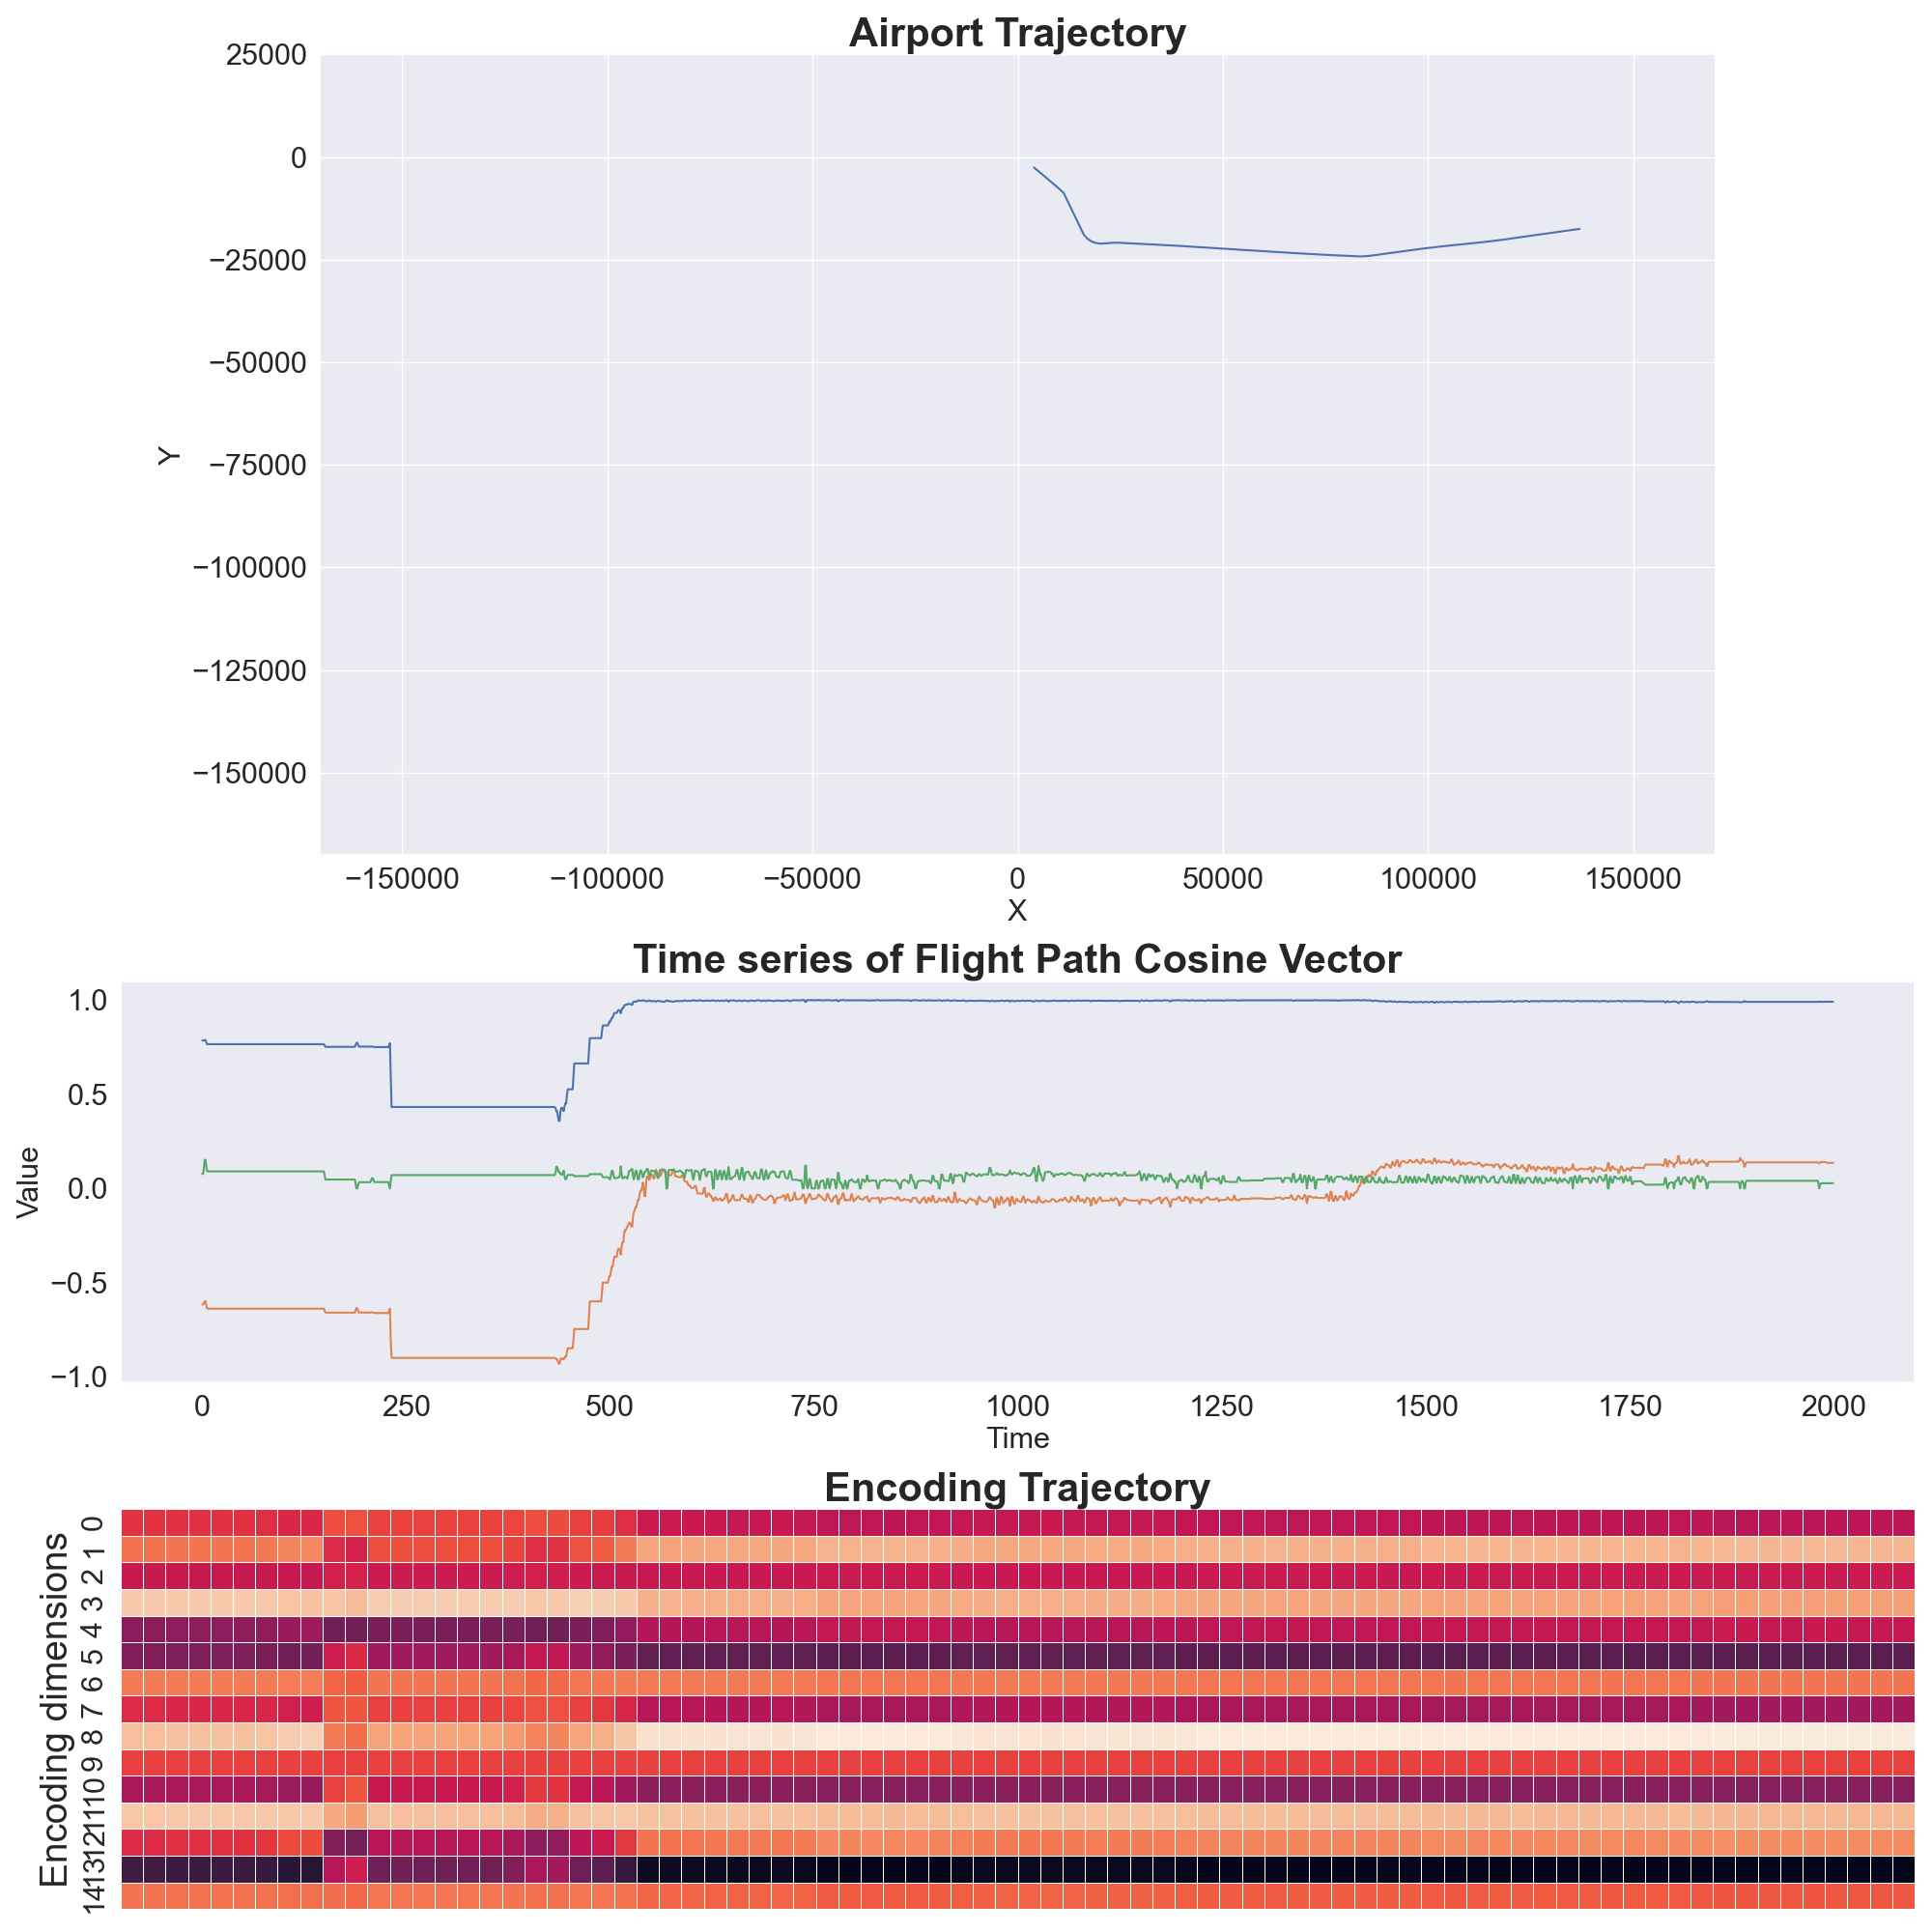 Airport Trajectory
25000
0
−25000
−50000
−75000
−100000
−125000
−150000
Y
−150000 −100000 −50000 0 50000 100000 150000
X
Time series of Flight Path Cosine Vector
1.0
0.5
0.0
−0.5
−1.0
Value
0 250 500 750 1000 1250 1500 1750 2000
Time
Encoding Trajectory
Encoding dimensions
0
1
2
3
4
5
6
7
8
9
10
11
12
13
14